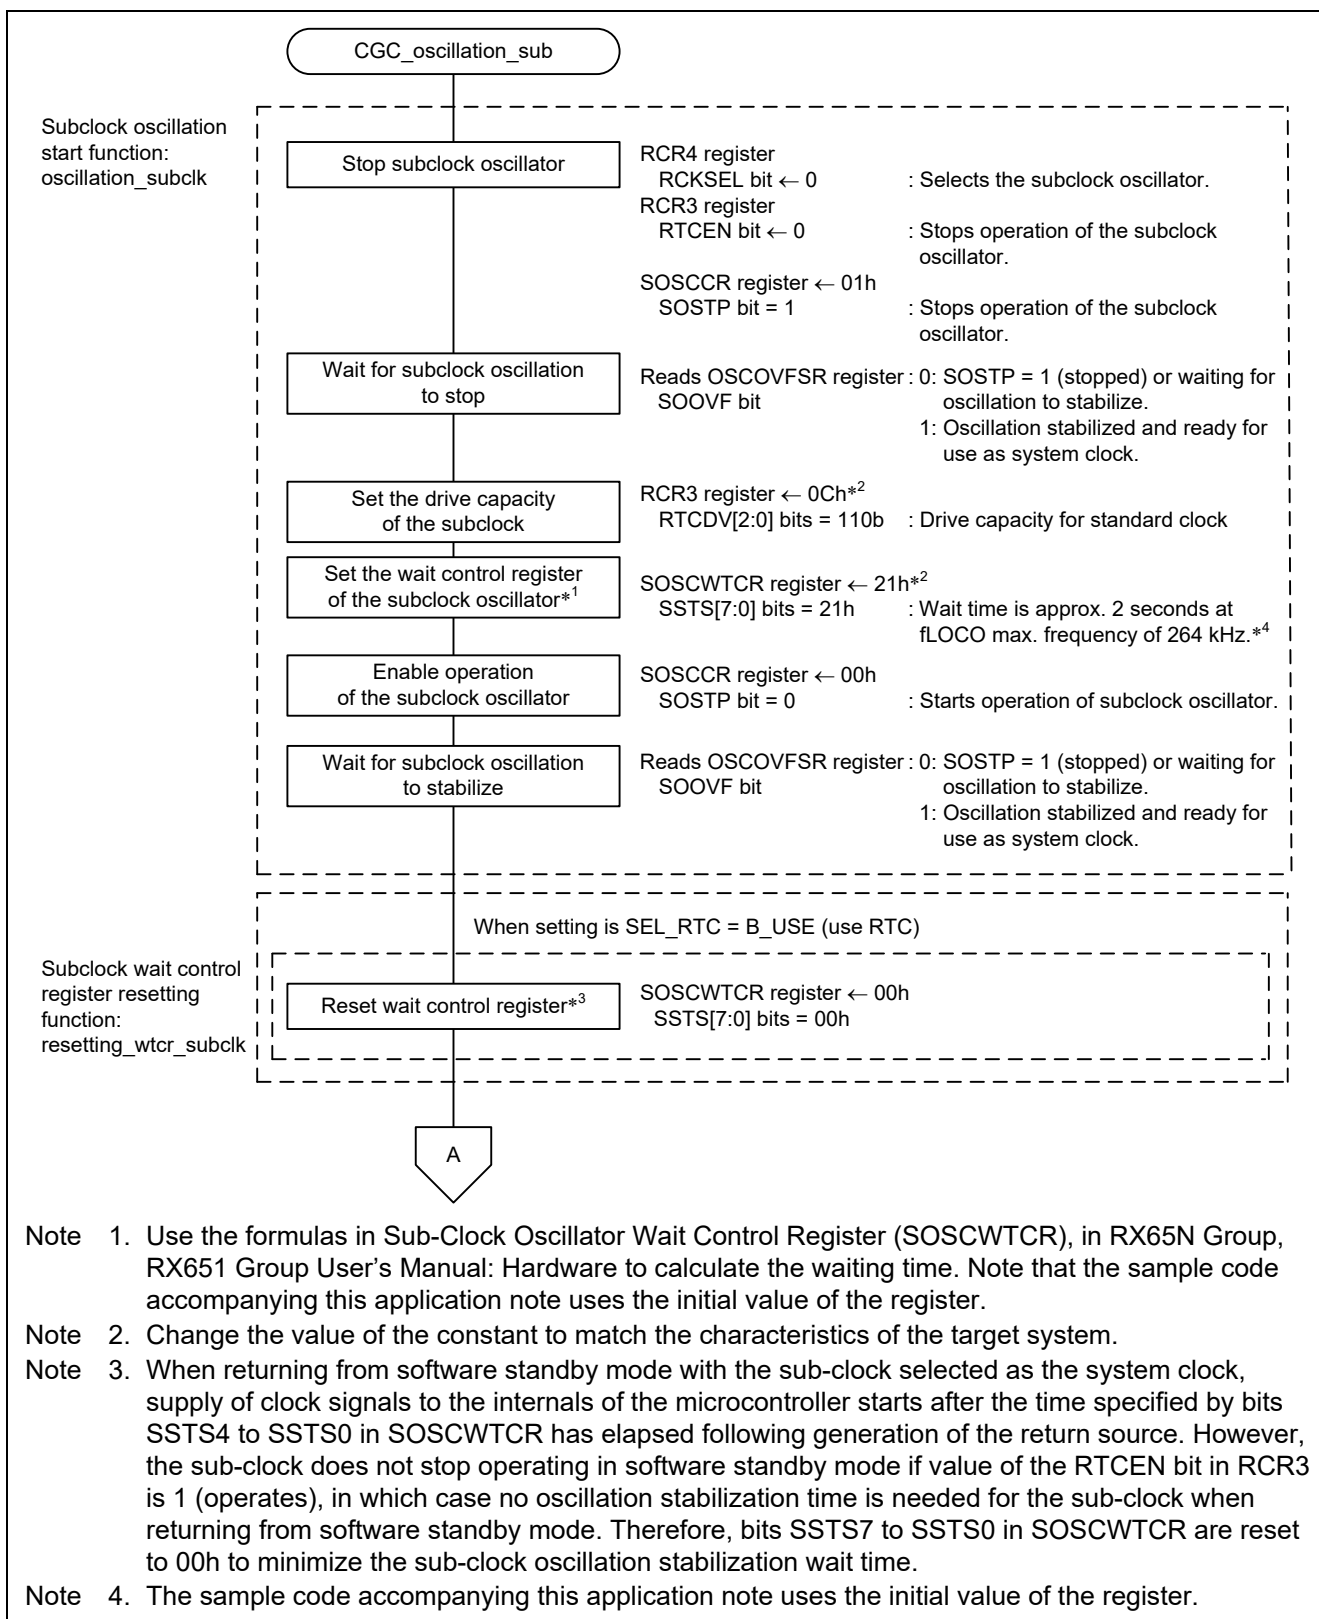 CGC_oscillation_sub
Subclock oscillation
start function:
oscillation_subclk
Stop subclock oscillator
RCR4 register
RCKSEL bit ← 0 : Selects the subclock oscillator.
RCR3 register
RTCEN bit ← 0 : Stops operation of the subclock
oscillator.
SOSCCR register ← 01h
SOSTP bit = 1 : Stops operation of the subclock
oscillator.
Wait for subclock oscillation
to stop
Reads OSCOVFSR register : 0: SOSTP = 1 (stopped) or waiting for
SOOVF bit oscillation to stabilize.
1: Oscillation stabilized and ready for
use as system clock.
Set the drive capacity
of the subclock
RCR3 register ← 0Ch*2
RTCDV[2:0] bits = 110b : Drive capacity for standard clock
Set the wait control register
of the subclock oscillator*1
SOSCWTCR register ← 21h*2
SSTS[7:0] bits = 21h : Wait time is approx. 2 seconds at
fLOCO max. frequency of 264 kHz.*4
Enable operation
of the subclock oscillator
SOSCCR register ← 00h
SOSTP bit = 0 : Starts operation of subclock oscillator.
Wait for subclock oscillation
to stabilize
Reads OSCOVFSR register : 0: SOSTP = 1 (stopped) or waiting for
SOOVF bit oscillation to stabilize.
1: Oscillation stabilized and ready for
use as system clock.
When setting is SEL_RTC = B_USE (use RTC)
Subclock wait control
register resetting
function:
resetting_wtcr_subclk
Reset wait control register*3
SOSCWTCR register ← 00h
SSTS[7:0] bits = 00h
A
Note 1. Use the formulas in Sub-Clock Oscillator Wait Control Register (SOSCWTCR), in RX65N Group,
RX651 Group User's Manual: Hardware to calculate the waiting time. Note that the sample code
accompanying this application note uses the initial value of the register.
Note 2. Change the value of the constant to match the characteristics of the target system.
Note 3. When returning from software standby mode with the sub-clock selected as the system clock,
supply of clock signals to the internals of the microcontroller starts after the time specified by bits
SSTS4 to SSTS0 in SOSCWTCR has elapsed following generation of the return source. However,
the sub-clock does not stop operating in software standby mode if value of the RTCEN bit in RCR3
is 1 (operates), in which case no oscillation stabilization time is needed for the sub-clock when
returning from software standby mode. Therefore, bits SSTS7 to SSTS0 in SOSCWTCR are reset
to 00h to minimize the sub-clock oscillation stabilization wait time.
Note 4. The sample code accompanying this application note uses the initial value of the register.